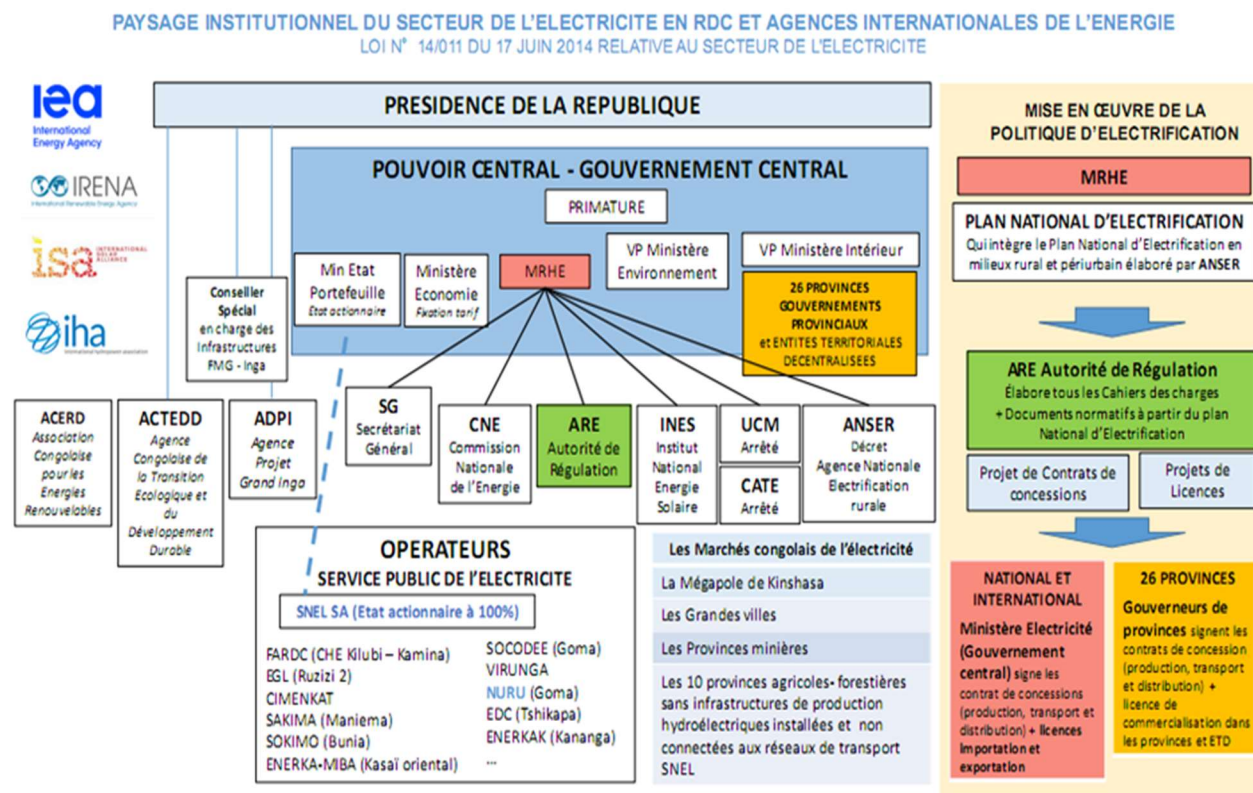 PAYSAGE INSTITUTIONNEL DU SECTEUR DE L'ELECTRICITE EN RDC ET AGENCES INTERNATIONALES DE L'ENERGIE
LOI N° 14/011 DU 17 JUIN 2014 RELATIVE AU SECTEUR DE L'ELECTRICITE
iea
International
Energy Agency
IRENA
International Renewable Energy Agency
isa
INTERNATIONAL
SOLAR
ALLIANCE
iha
international hydropower association
PRESIDENCE DE LA REPUBLIQUE
POUVOIR CENTRAL - GOUVERNEMENT CENTRAL
PRIMATURE
Min Etat
Portefeuille
Etat actionnaire
Ministère
Economie
Fixation tarif
MRHE
VP Ministère
Environnement
VP Ministère Intérieur
26 PROVINCES
GOUVERNEMENTS
PROVINCIAUX
et ENTITES TERRITORIALES
DECENTRALISEES
Conseiller
Spécial
en charge des
Infrastructures
FMG - Inga
ACERD
Association
Congolaise
pour les
Energies
Renouvelables
ACTEDD
Agence
Congolaise de
la Transition
Ecologique et
du
Développement
Durable
ADPI
Agence
Projet
Grand Inga
SG
Secrétariat
Général
CNE
Commission
Nationale
de l'Energie
ARE
Autorité de
Régulation
INES
Institut
National
Energie
Solaire
UCM
Arrêté
CATE
Arrêté
ANSER
Décret
Agence Nationale
Electrification
rurale
OPERATEURS
SERVICE PUBLIC DE l'ELECTRICITE
SNEL SA (Etat actionnaire à 100%)
FARDC (CHE Kilubi – Kamina)
EGL (Ruzizi 2)
CIMENKAT
SAKIMA (Maniema)
SOKIMO (Bunia)
ENERKA-MIBA (Kasaï oriental)
SOCODEE (Goma)
VIRUNGA
NURU (Goma)
EDC (Tshikapa)
ENERKAK (Kananga)
...
Les Marchés congolais de l'électricité
La Mégapole de Kinshasa
Les Grandes villes
Les Provinces minières
Les 10 provinces agricoles- forestières
sans infrastructures de production
hydroélectriques installées et non
connectées aux réseaux de transport
SNEL
MISE EN ŒUVRE DE LA
POLITIQUE D'ELECTRIFICATION
MRHE
PLAN NATIONAL D'ELECTRIFICATION
Qui intègre le Plan National d'Electrification en
milieux rural et périurbain élaboré par ANSER
ARE Autorité de Régulation
Élabore tous les Cahiers des charges
+ Documents normatifs à partir du plan
National d'Electrification
Projet de Contrats de
concessions
Projets de
Licences
NATIONAL ET
INTERNATIONAL
Ministère Electricité
(Gouvernement
central) signe les
contrat de concessions
(production, transport et
distribution) + licences
importation et
exportation
26 PROVINCES
Gouverneurs de
provinces signent les
contrats de concession
(production, transport
et distribution) +
licence de
commercialisation dans
les provinces et ETD